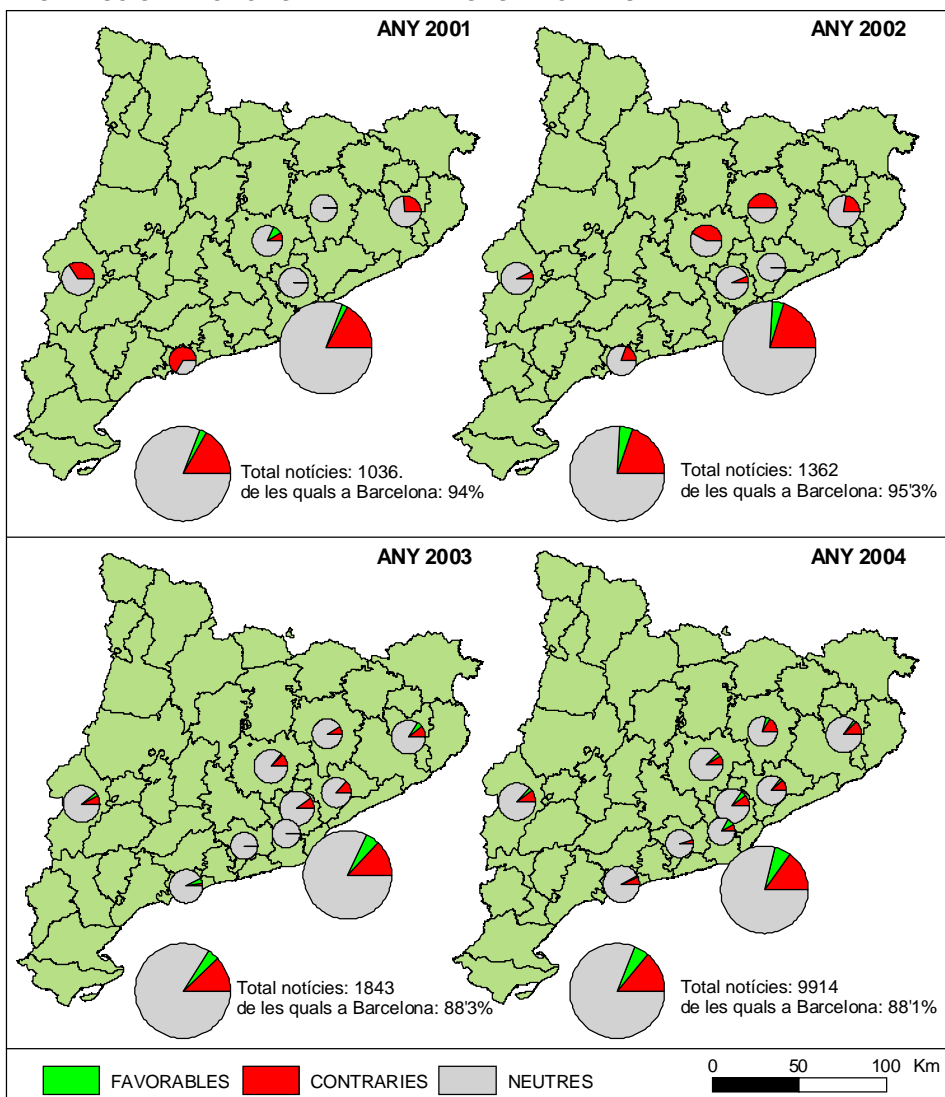 ANY 2001
ANY 2002
Total notícies: 1036.
de les quals a Barcelona: 94%
Total notícies: 1362
de les quals a Barcelona: 95'3%
ANY 2003
ANY 2004
Total notícies: 1843
de les quals a Barcelona: 88'3%
Total notícies: 9914
de les quals a Barcelona: 88'1%
FAVORABLES
CONTRARIES
NEUTRES
0 50 100 Km